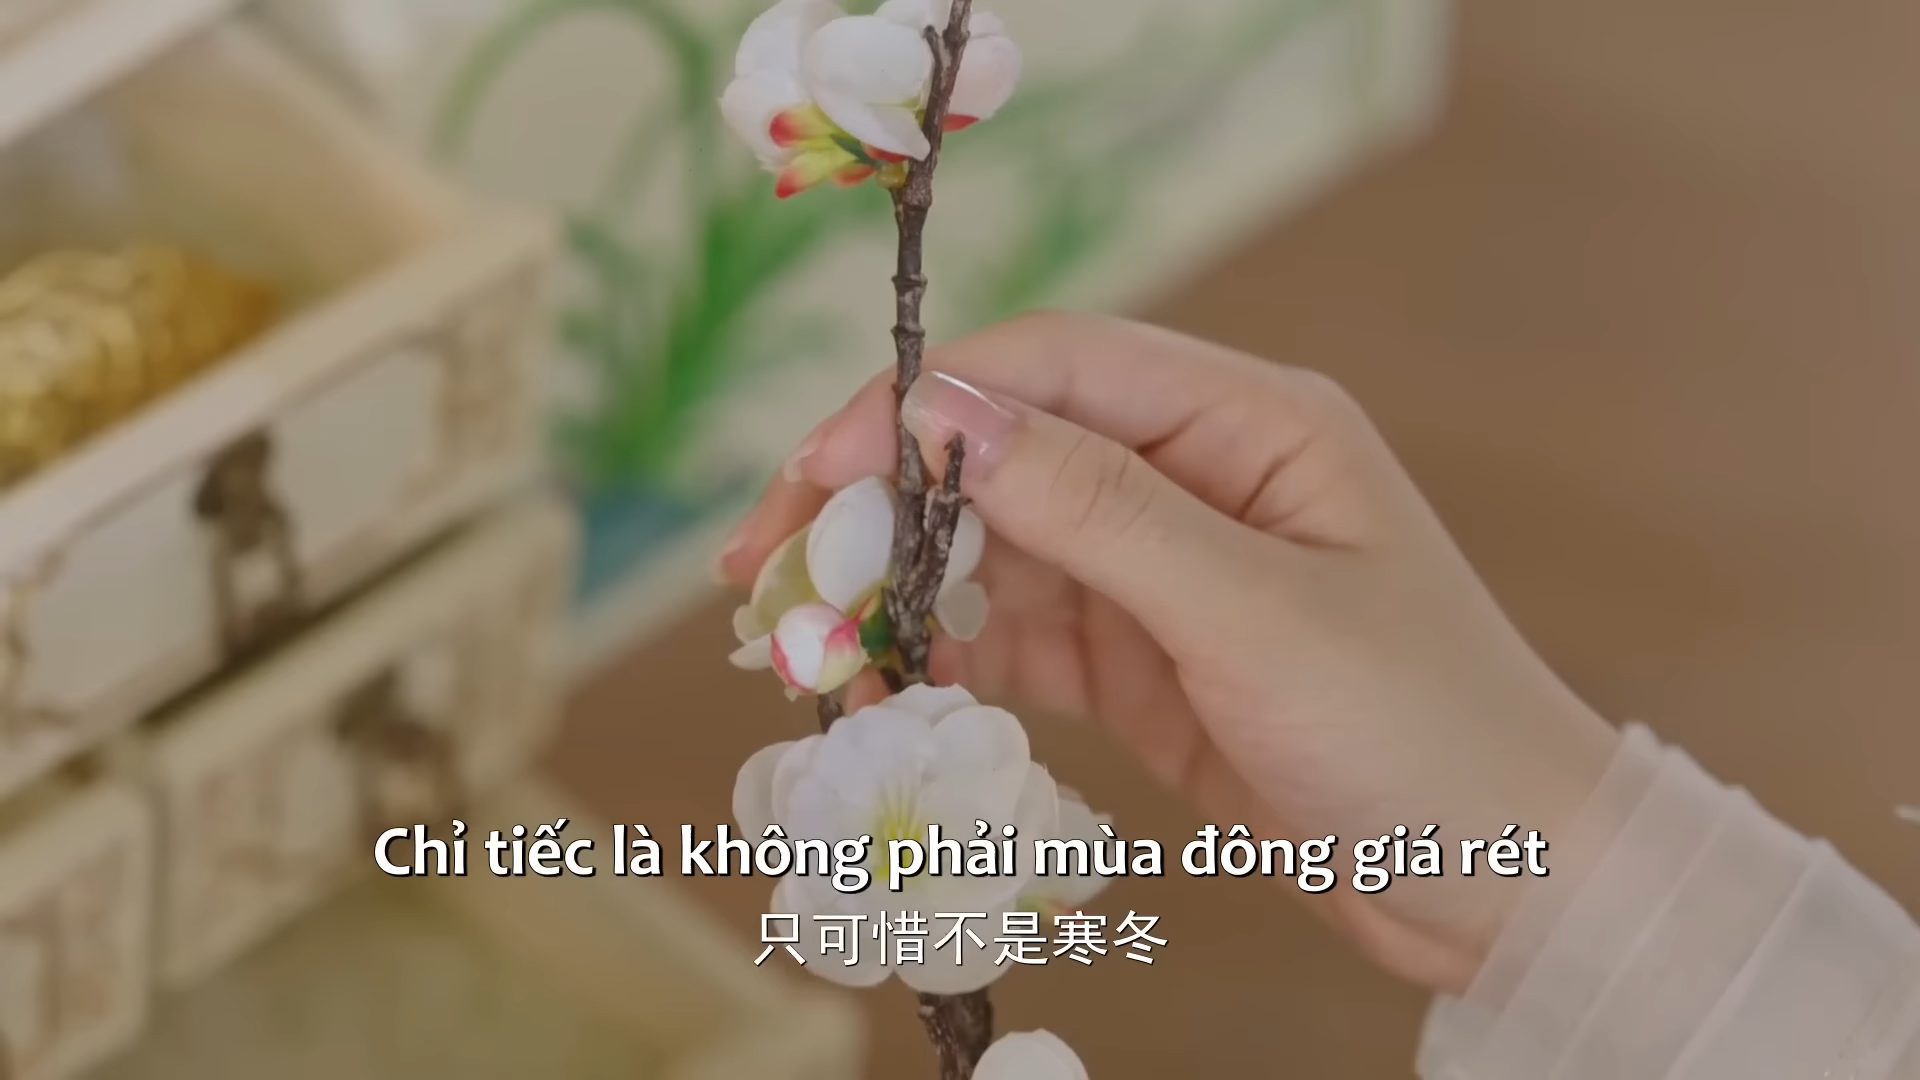 Chỉ tiếc là không phải mùa đông giá rét
只可惜不是寒冬